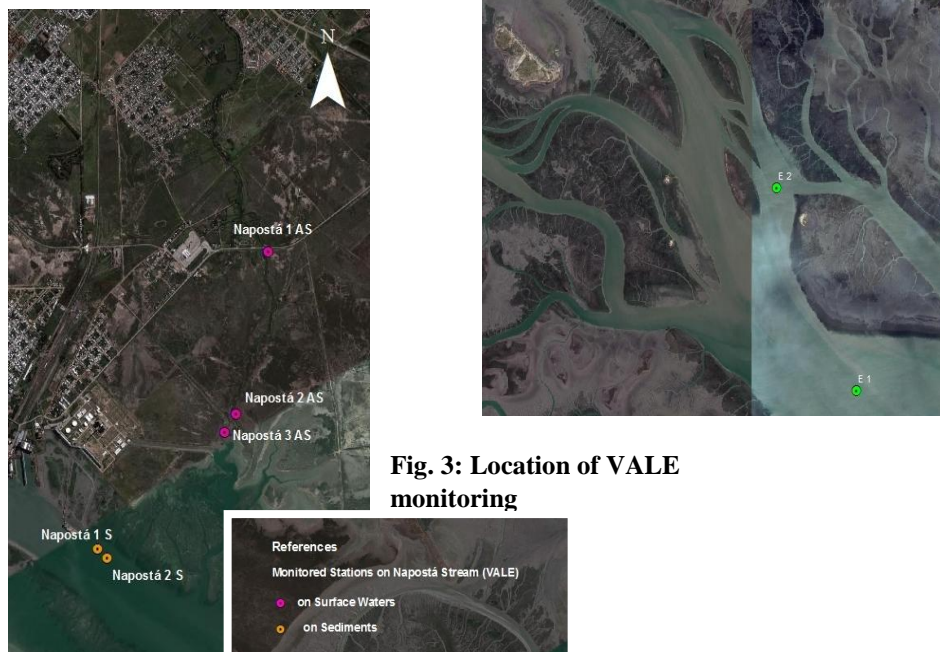 N
Napostá 1 AS
Napostá 2 AS
Napostá 3 AS
Napostá 1 S
Napostá 2 S
E 2
E 1
Fig. 3: Location of VALE
monitoring
References
Monitored Stations on Napostá Stream (VALE)
on Surface Waters
on Sediments